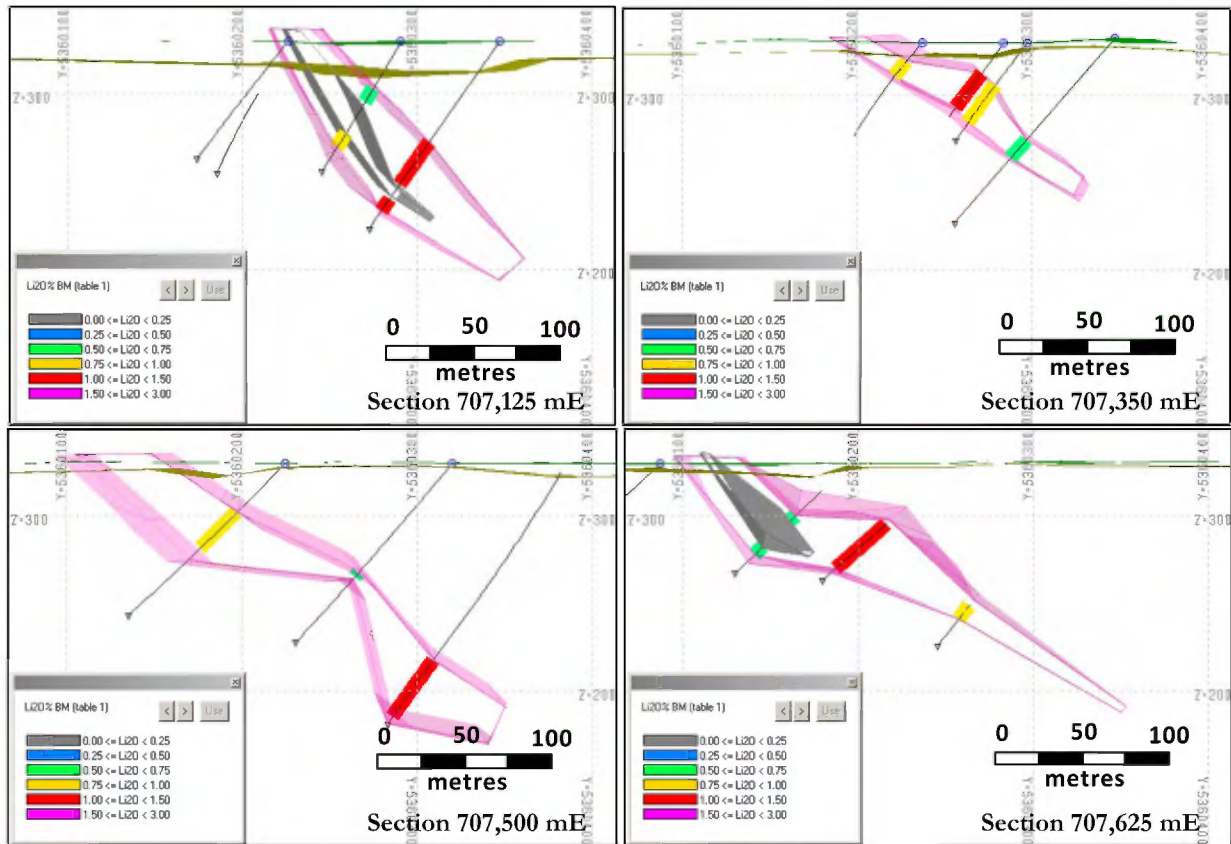 Y+5360100
Y+5360200
Y+5360300
Y+5360400
Z+300
Z+300
Z+200
Li2O% BM (table 1)
< > Use
0.00 <= Li2O < 0.25
0.25 <= Li2O < 0.50
0.50 <= Li2O < 0.75
0.75 <= Li2O < 1.00
1.00 <= Li2O < 1.50
1.50 <= Li2O < 3.00
0 50 100
metres
Section 707,125 mE
Y+5360100
Y+5360200
Y+5360300
Y+5360400
Z+300
Z+300
Z+200
Li2O% BM (table 1)
< > Use
0.00 <= Li2O < 0.25
0.25 <= Li2O < 0.50
0.50 <= Li2O < 0.75
0.75 <= Li2O < 1.00
1.00 <= Li2O < 1.50
1.50 <= Li2O < 3.00
0 50 100
metres
Section 707,350 mE
Y+5360100
Y+5360200
Y+5360300
Y+5360400
Z+300
Z+300
Z+200
Li2O% BM (table 1)
< > Use
0.00 <= Li2O < 0.25
0.25 <= Li2O < 0.50
0.50 <= Li2O < 0.75
0.75 <= Li2O < 1.00
1.00 <= Li2O < 1.50
1.50 <= Li2O < 3.00
0 50 100
metres
Section 707,500 mE
Y+5360100
Y+5360200
Y+5360300
Y+5360400
Z+300
Z+300
Z+200
Li2O% BM (table 1)
< > Use
0.00 <= Li2O < 0.25
0.25 <= Li2O < 0.50
0.50 <= Li2O < 0.75
0.75 <= Li2O < 1.00
1.00 <= Li2O < 1.50
1.50 <= Li2O < 3.00
0 50 100
metres
Section 707,625 mE